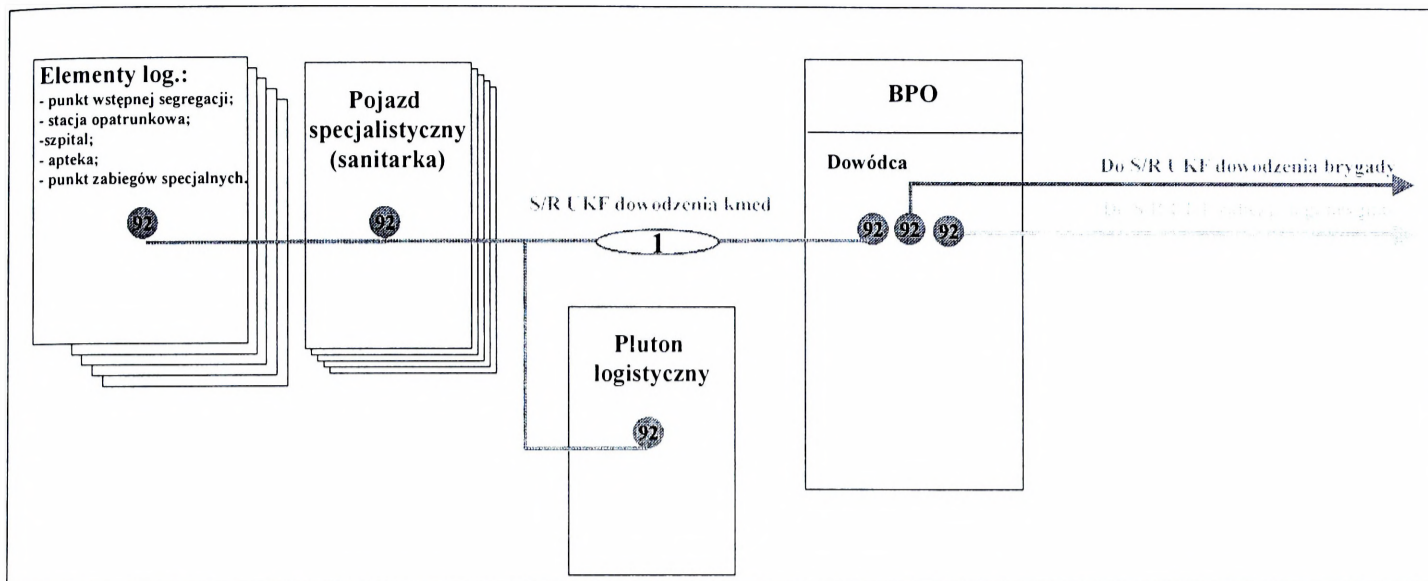 Elementy log.:
- punkt wstępnej segregacji;
- stacja opatrunkowa;
-szpital;
- apteka;
- punkt zabiegów specjalnych.
92
Pojazd
specjalistyczny
(sanitarka)
92
S/R UKF dowodzenia kmed
1
Pluton
logistyczny
92
BPO
Dowódca
92
92
92
Do S/R UKF dowodzenia brygady